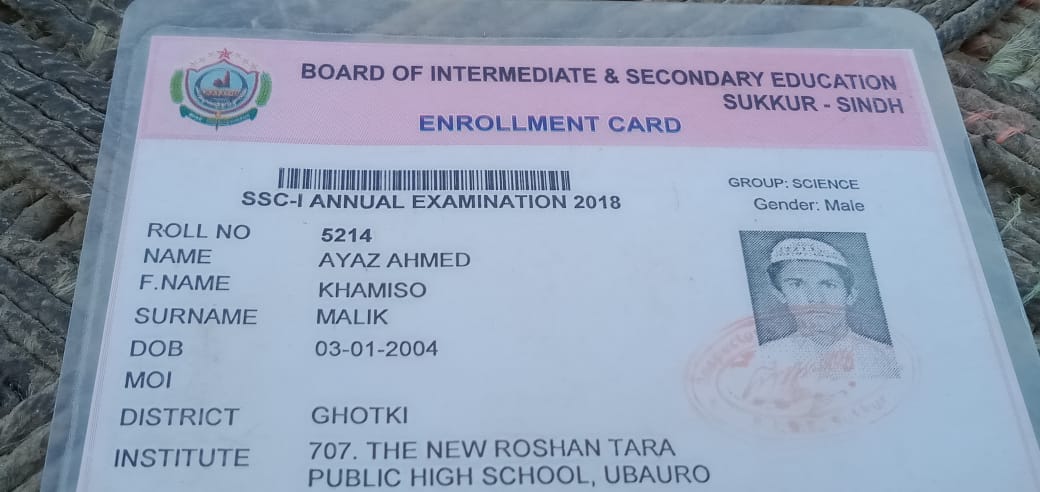 BOARD OF INTERMEDIATE & SECONDARY EDUCATION
SUKKUR - SINDH
ENROLLMENT CARD
SSC-I ANNUAL EXAMINATION 2018
GROUP: SCIENCE
Gender: Male
ROLL NO 5214
NAME AYAZ AHMED
F.NAME KHAMISO
SURNAME MALIK
DOB 03-01-2004
MOI
DISTRICT GHOTKI
INSTITUTE 707. THE NEW ROSHAN TARA
PUBLIC HIGH SCHOOL, UBAURO